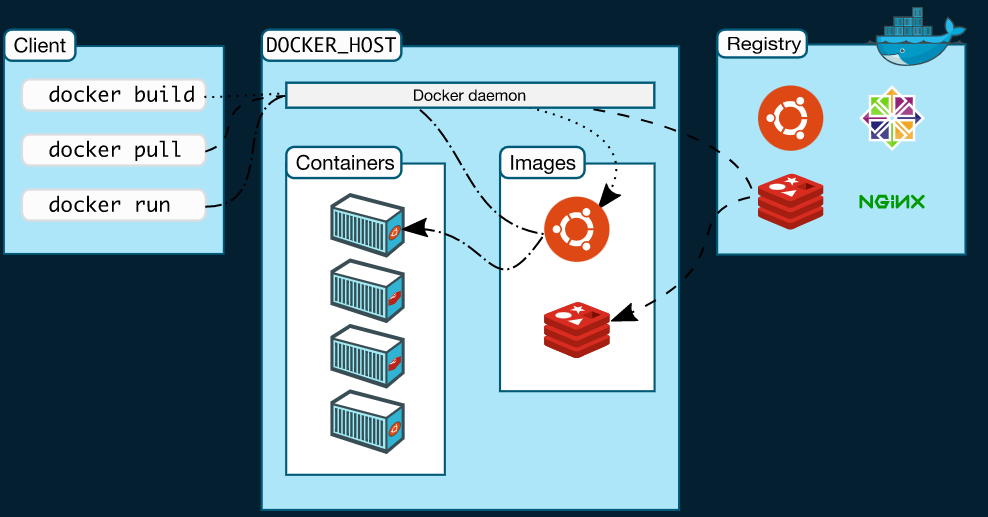 Client
docker build
docker pull
docker run
DOCKER_HOST
Docker daemon
Containers
Images
Registry
NGINX